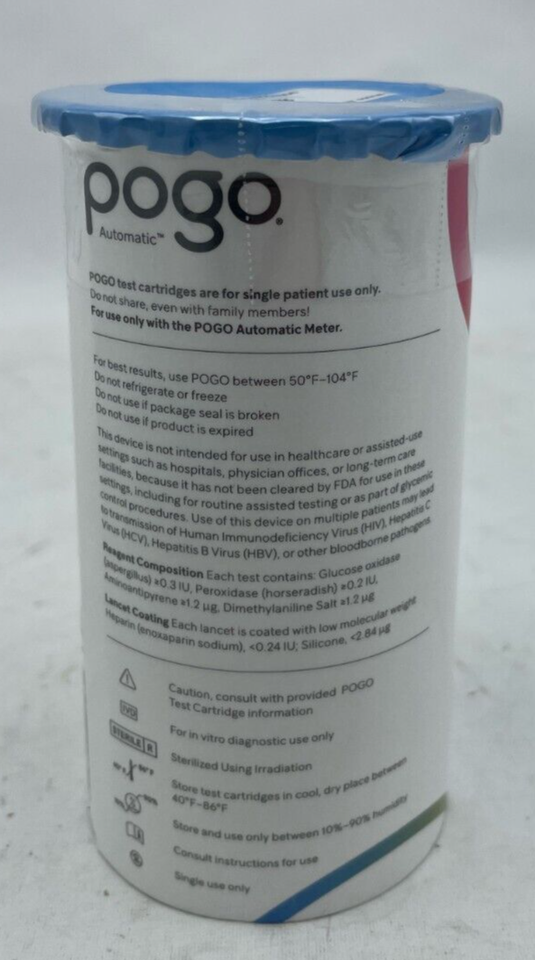 pogo®
Automatic™
POGO test cartridges are for single patient use only.
Do not share, even with family members!
For use only with the POGO Automatic Meter.
For best results, use POGO between 50°F–104°F
Do not refrigerate or freeze
Do not use if package seal is broken
Do not use if product is expired
This device is not intended for use in healthcare or assisted-use
settings such as hospitals, physician offices, or long-term care
facilities, because it has not been cleared by FDA for use in these
settings, including for routine assisted testing or as part of glycemic
control procedures. Use of this device on multiple patients may lead
to transmission of Human Immunodeficiency Virus (HIV), Hepatitis C
Virus (HCV), Hepatitis B Virus (HBV), or other bloodborne pathogens.
Reagent Composition Each test contains: Glucose oxidase
(aspergillus) ≥0.3 IU, Peroxidase (horseradish) ≥0.2 IU,
Aminoantipyrene ≥1.2 µg, Dimethylaniline Salt ≥1.2 µg
Lancet Coating Each lancet is coated with low molecular weight
Heparin (enoxaparin sodium), <0.24 IU; Silicone, <2.84 µg
Caution, consult with provided POGO
Test Cartridge information
IVD
For in vitro diagnostic use only
STERILE R
Sterilized Using Irradiation
40°F 86°F
Store test cartridges in cool, dry place between
40°F–86°F
10% 90%
Store and use only between 10%–90% humidity
Consult instructions for use
Single use only